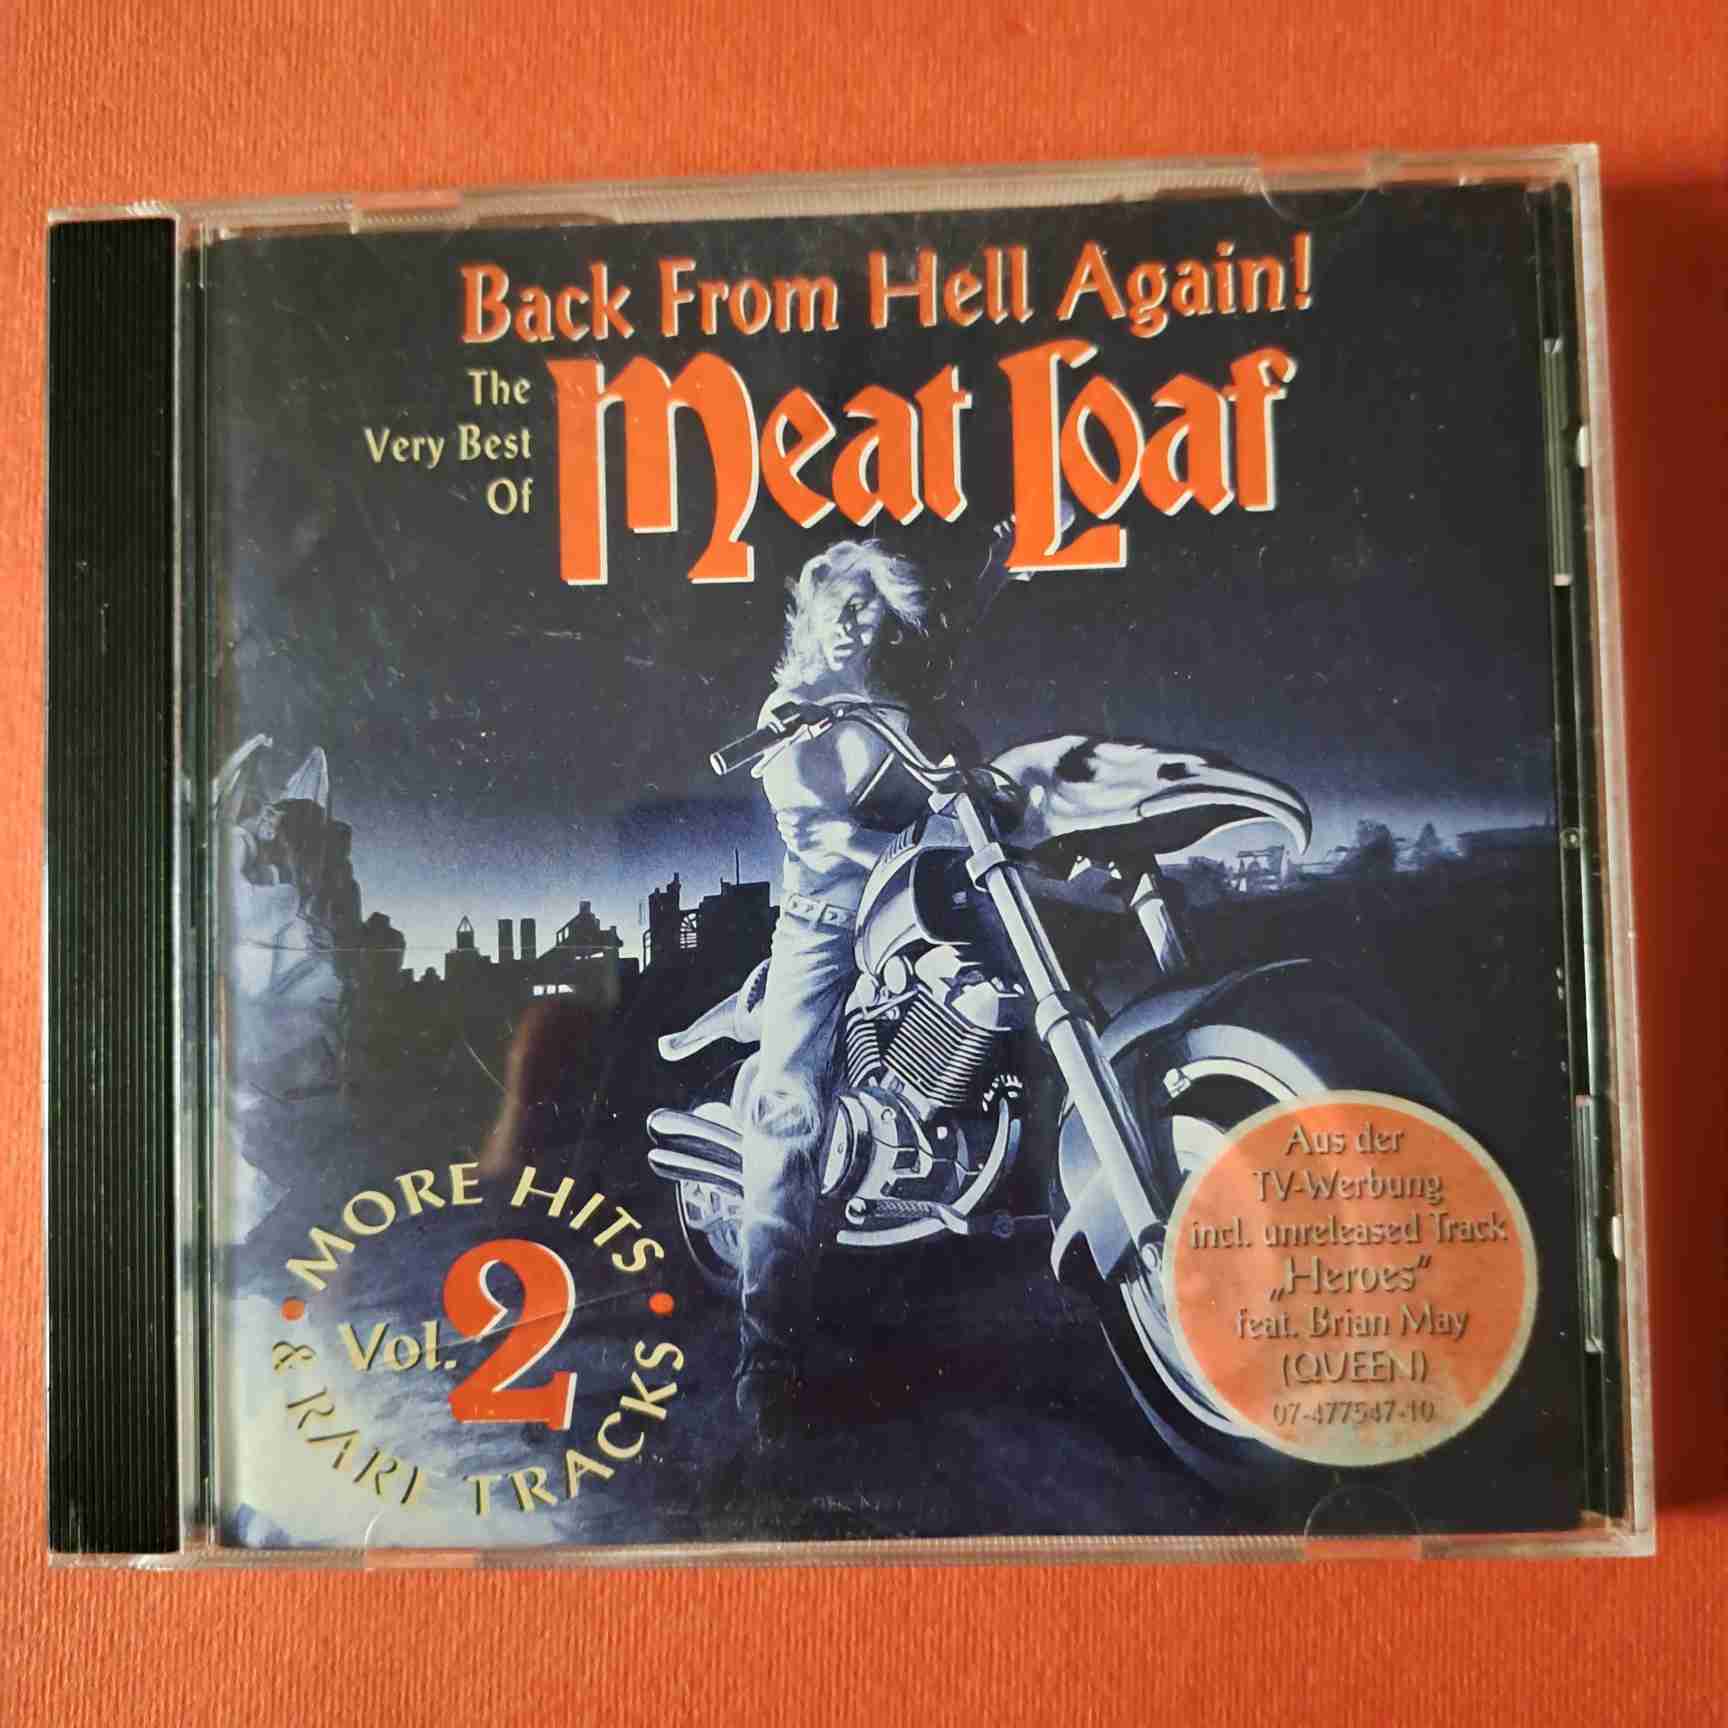 Back From Hell Again!
The
Very Best
Of
Meat Loaf
MORE HITS
& RARE TRACKS
Vol. 2
Aus der
TV-Werbung
incl. unreleased Track
„Heroes“
feat. Brian May
(QUEEN)
07-477547-10